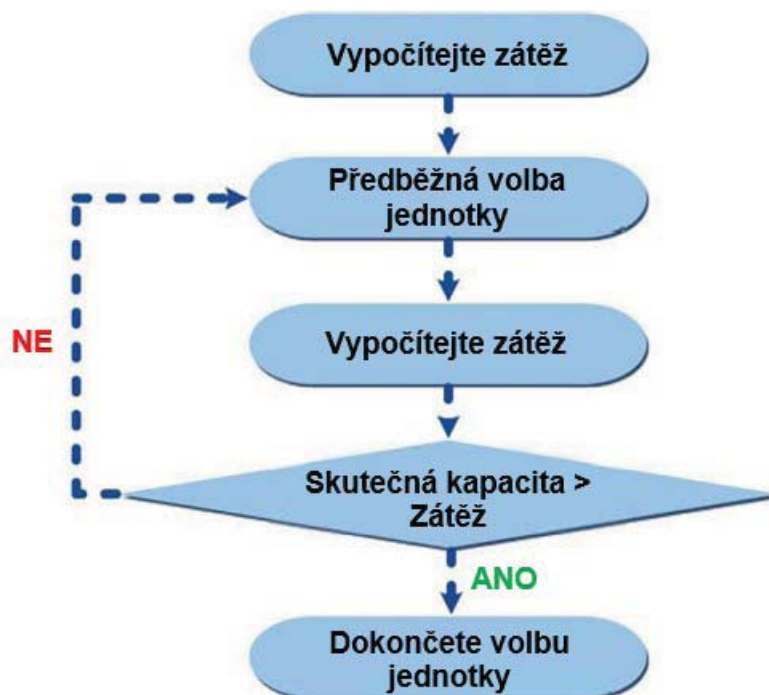 Vypočítejte zátěž
Předběžná volba
jednotky
Vypočítejte zátěž
NE
Skutečná kapacita >
Zátěž
ANO
Dokončete volbu
jednotky